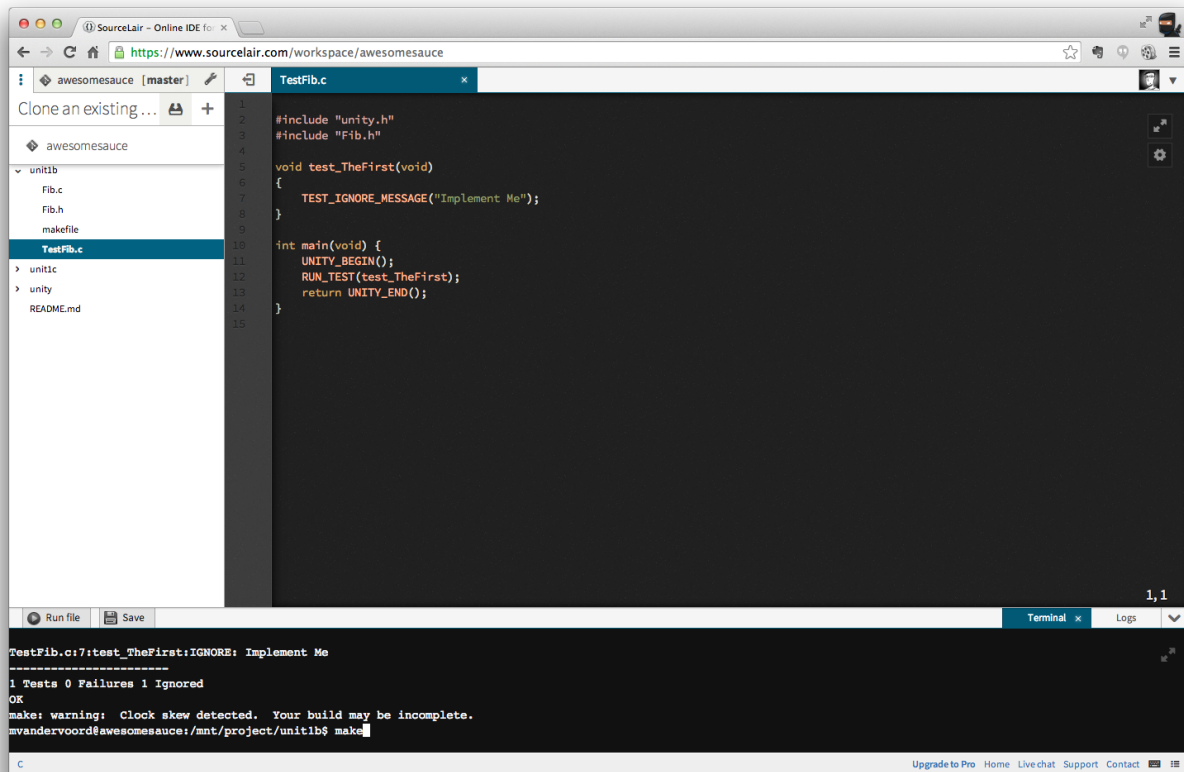 SourceLair - Online IDE for
https://www.sourcelair.com/workspace/awesomesauce
awesomesauce [master]
TestFib.c ×
Clone an existing ... +
awesomesauce
unit1b
Fib.c
Fib.h
makefile
TestFib.c
unit1c
unity
README.md
1
2 #include "unity.h"
3 #include "Fib.h"
4
5 void test_TheFirst(void)
6 {
7 TEST_IGNORE_MESSAGE("Implement Me");
8 }
9
10 int main(void) {
11 UNITY_BEGIN();
12 RUN_TEST(test_TheFirst);
13 return UNITY_END();
14 }
15
1,1
Run file Save Terminal × Logs
TestFib.c:7:test_TheFirst:IGNORE: Implement Me
-----------------------
1 Tests 0 Failures 1 Ignored
OK
make: warning:  Clock skew detected.  Your build may be incomplete.
mvandervoord@awesomesauce:/mnt/project/unit1b$ make
C Upgrade to Pro Home Live chat Support Contact